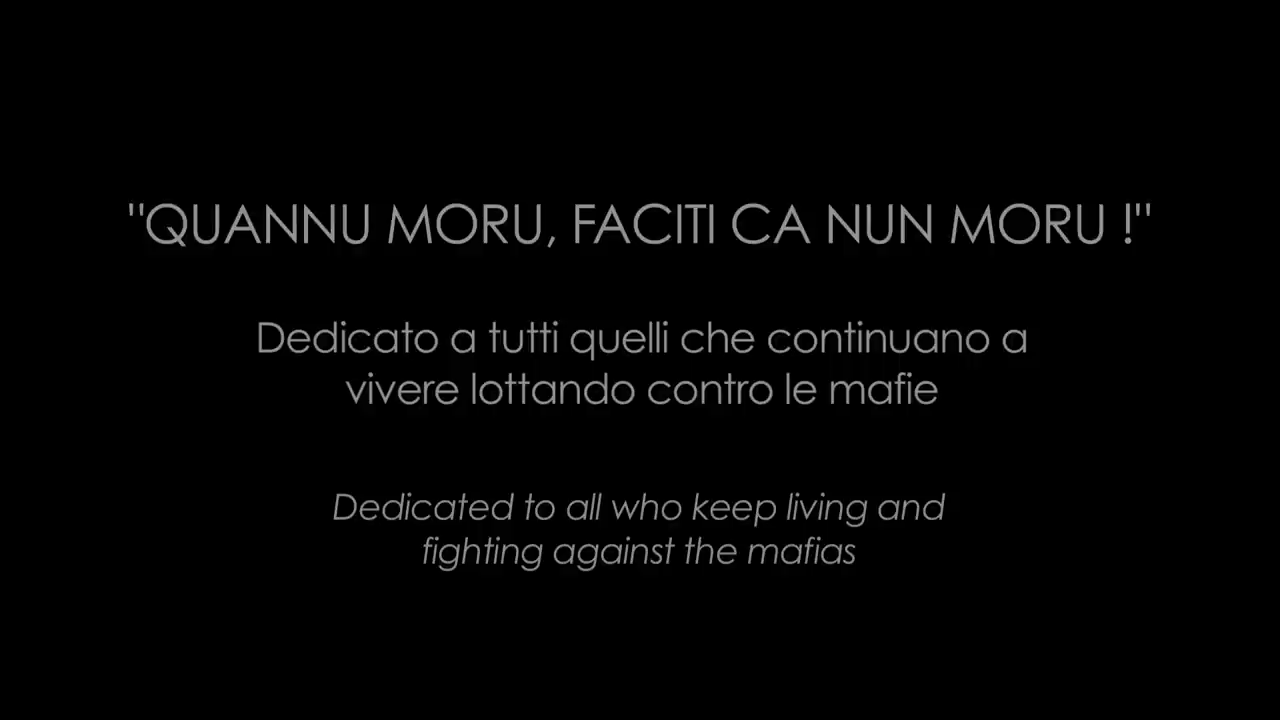 "QUANNU MORU, FACITI CA NUN MORU !"
Dedicato a tutti quelli che continuano a
vivere lottando contro le mafie
Dedicated to all who keep living and
fighting against the mafias